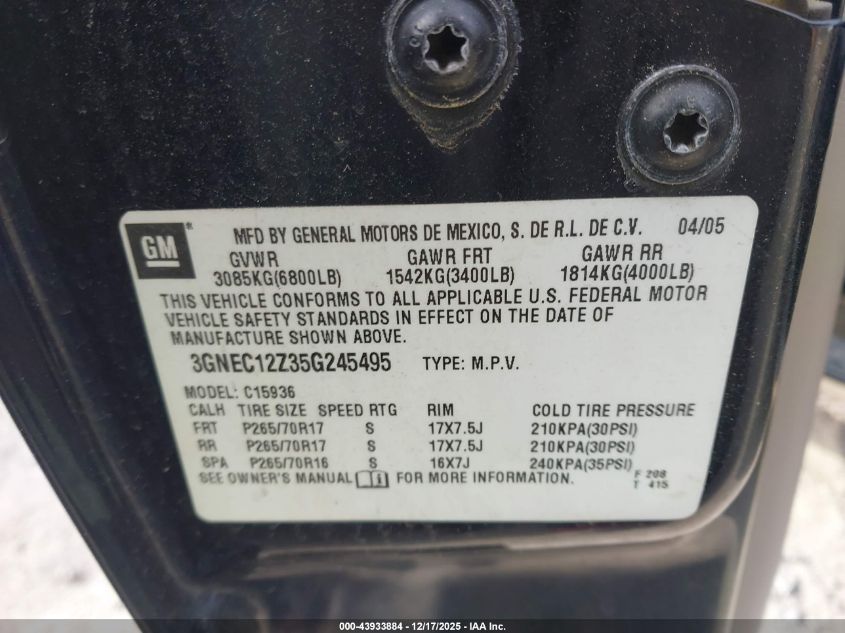 GM ® MFD BY GENERAL MOTORS DE MEXICO, S. DE R.L. DE C.V. 04/05
GVWR GAWR FRT GAWR RR
3085KG(6800LB) 1542KG(3400LB) 1814KG(4000LB)
THIS VEHICLE CONFORMS TO ALL APPLICABLE U.S. FEDERAL MOTOR
VEHICLE SAFETY STANDARDS IN EFFECT ON THE DATE OF
MANUFACTURE SHOWN ABOVE.
3GNEC12Z35G245495 TYPE: M.P.V.
MODEL: C15936
CALH TIRE SIZE SPEED RTG RIM COLD TIRE PRESSURE
FRT P265/70R17 S 17X7.5J 210KPA(30PSI)
RR P265/70R17 S 17X7.5J 210KPA(30PSI)
SPA P265/70R16 S 16X7J 240KPA(35PSI)
SEE OWNER'S MANUAL FOR MORE INFORMATION.
F 208
T 415
000-43933884 | 12/17/2025 - IAA Inc.